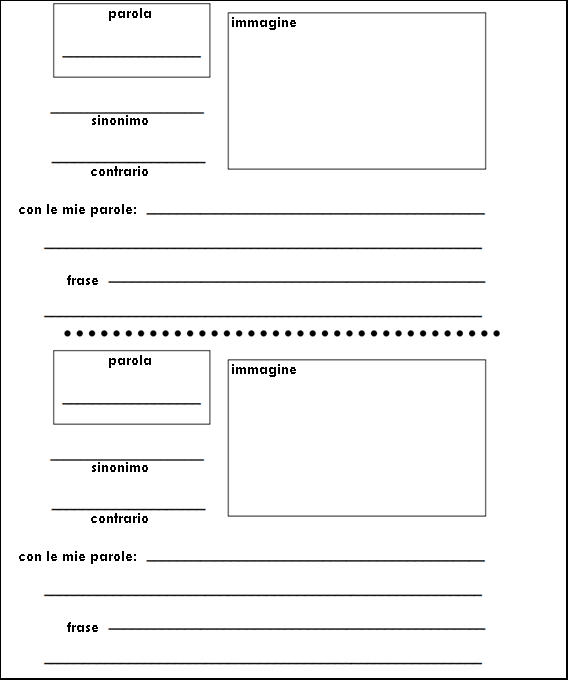 parola
immagine
sinonimo
contrario
con le mie parole:
frase
parola
immagine
sinonimo
contrario
con le mie parole:
frase